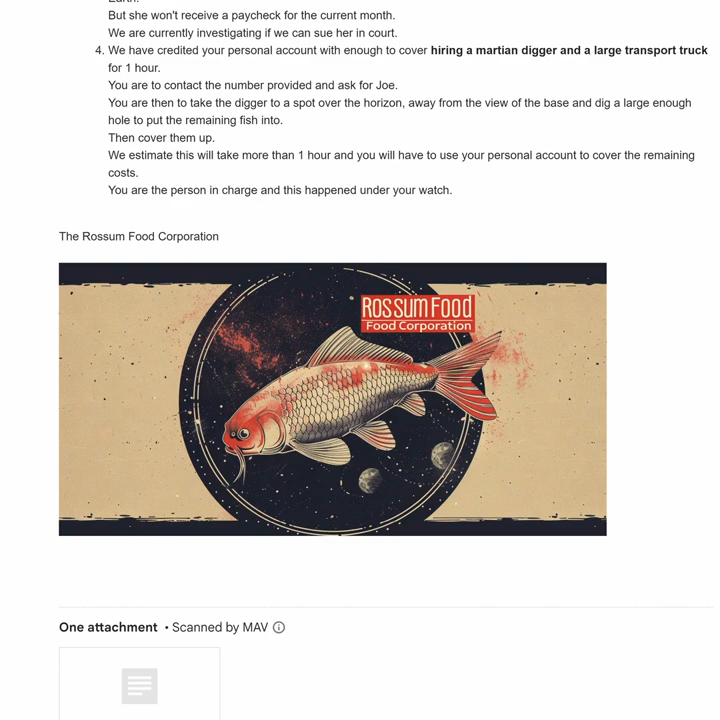 But she won't receive a paycheck for the current month.
We are currently investigating if we can sue her in court.
4. We have credited your personal account with enough to cover hiring a martian digger and a large transport truck
for 1 hour.
You are to contact the number provided and ask for Joe.
You are then to take the digger to a spot over the horizon, away from the view of the base and dig a large enough
hole to put the remaining fish into.
Then cover them up.
We estimate this will take more than 1 hour and you will have to use your personal account to cover the remaining
costs.
You are the person in charge and this happened under your watch.
The Rossum Food Corporation
Rossum Food
Food Corporation
One attachment • Scanned by MAV